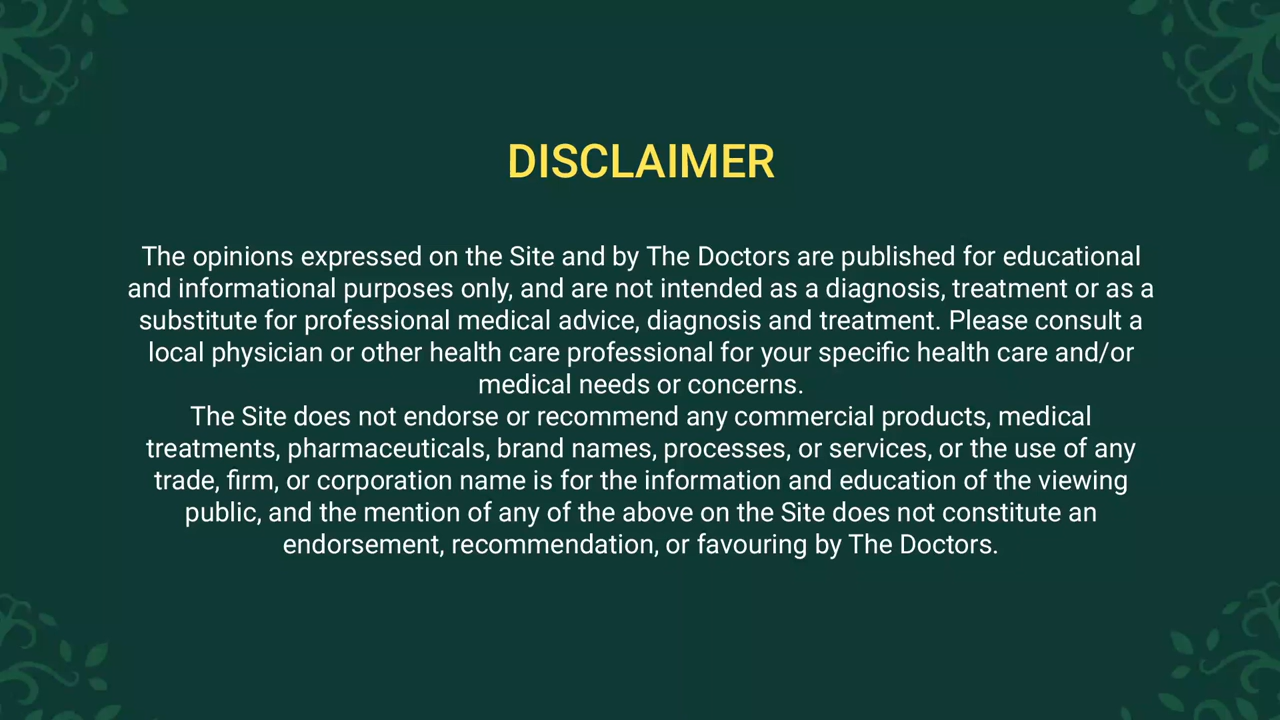 DISCLAIMER
The opinions expressed on the Site and by The Doctors are published for educational
and informational purposes only, and are not intended as a diagnosis, treatment or as a
substitute for professional medical advice, diagnosis and treatment. Please consult a
local physician or other health care professional for your specific health care and/or
medical needs or concerns.
The Site does not endorse or recommend any commercial products, medical
treatments, pharmaceuticals, brand names, processes, or services, or the use of any
trade, firm, or corporation name is for the information and education of the viewing
public, and the mention of any of the above on the Site does not constitute an
endorsement, recommendation, or favouring by The Doctors.